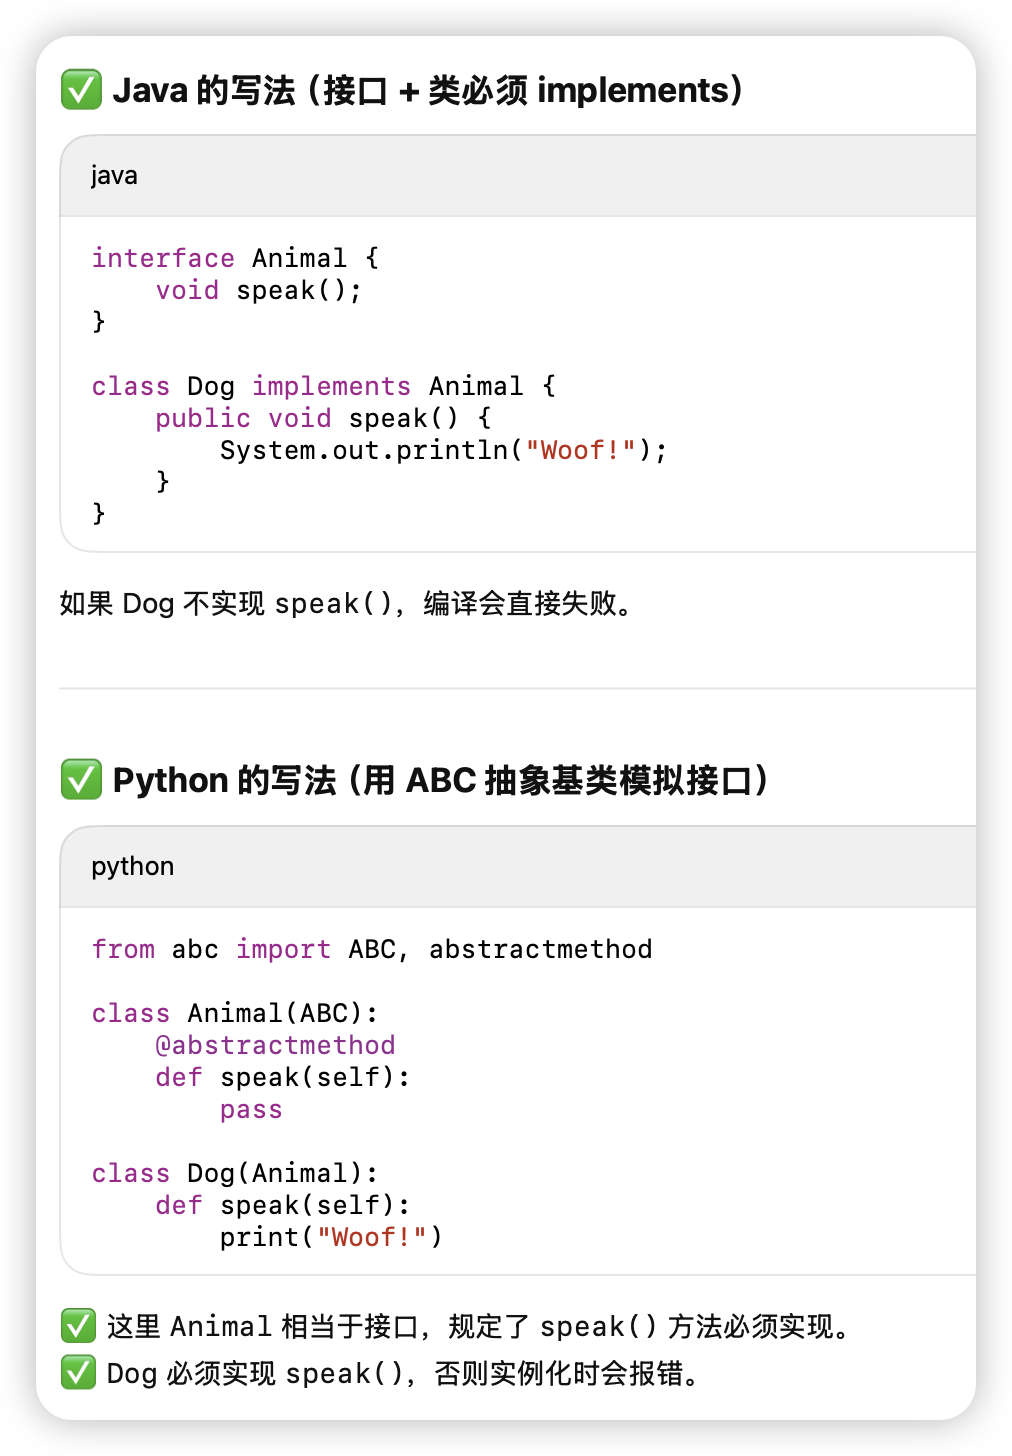 ✅ Java 的写法（接口 + 类必须 implements）
java
interface Animal {
    void speak();
}
class Dog implements Animal {
    public void speak() {
        System.out.println("Woof!");
    }
}
如果 Dog 不实现 speak()，编译会直接失败。
✅ Python 的写法（用 ABC 抽象基类模拟接口）
python
from abc import ABC, abstractmethod
class Animal(ABC):
    @abstractmethod
    def speak(self):
        pass
class Dog(Animal):
    def speak(self):
        print("Woof!")
✅ 这里 Animal 相当于接口，规定了 speak() 方法必须实现。
✅ Dog 必须实现 speak()，否则实例化时会报错。